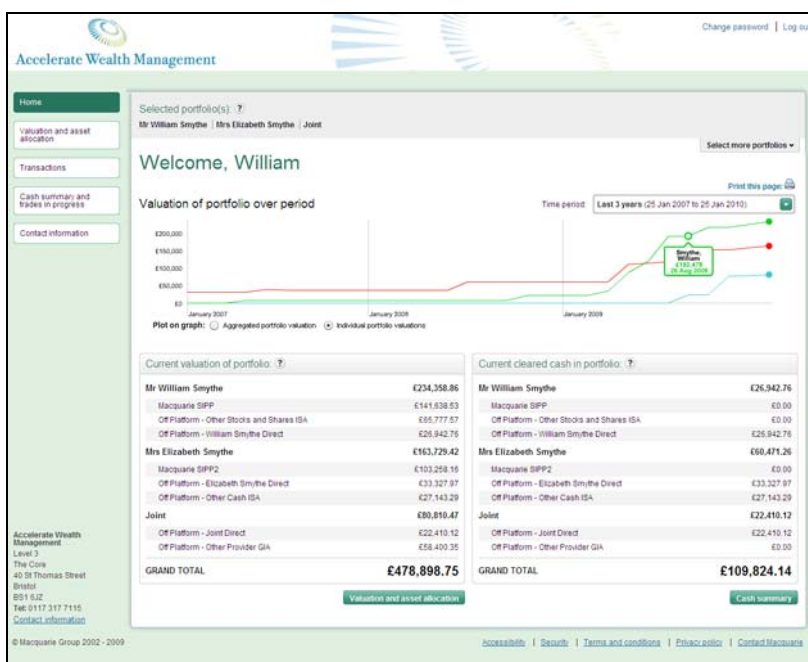 Change password | Log ou
Accelerate Wealth Management
Home
Valuation and asset
allocation
Transactions
Cash summary and
trades in progress
Contact information
Selected portfolio(s): ?
Mr William Smythe | Mrs Elizabeth Smythe | Joint
Select more portfolios
Welcome, William
Print this page:
Valuation of portfolio over period
Time period: Last 3 years (25 Jan 2007 to 25 Jan 2010)
£200,000
£150,000
£100,000
£50,000
£0
Smythe,
William
£192,478
26 Aug 2009
January 2007
January 2008
January 2009
Plot on graph: Aggregated portfolio valuation Individual portfolio valuations
Current valuation of portfolio: ?
Mr William Smythe £234,358.86
Macquarie SIPP £141,638.53
Off Platform - Other Stocks and Shares ISA £65,777.57
Off Platform - William Smythe Direct £26,942.76
Mrs Elizabeth Smythe £163,729.42
Macquarie SIPP2 £103,258.16
Off Platform - Elizabeth Smythe Direct £33,327.97
Off Platform - Other Cash ISA £27,143.29
Joint £80,810.47
Off Platform - Joint Direct £22,410.12
Off Platform - Other Provider GIA £58,400.35
GRAND TOTAL £478,898.75
Valuation and asset allocation
Current cleared cash in portfolio: ?
Mr William Smythe £26,942.76
Macquarie SIPP £0.00
Off Platform - Other Stocks and Shares ISA £0.00
Off Platform - William Smythe Direct £26,942.76
Mrs Elizabeth Smythe £60,471.26
Macquarie SIPP2 £0.00
Off Platform - Elizabeth Smythe Direct £33,327.97
Off Platform - Other Cash ISA £27,143.29
Joint £22,410.12
Off Platform - Joint Direct £22,410.12
Off Platform - Other Provider GIA £0.00
GRAND TOTAL £109,824.14
Cash summary
Accelerate Wealth
Management
Level 3
The Core
40 St Thomas Street
Bristol
BS1 6JZ
Tel: 0117 317 7115
Contact information
© Macquarie Group 2002 - 2009
Accessibility | Security | Terms and conditions | Privacy policy | Contact Macquarie